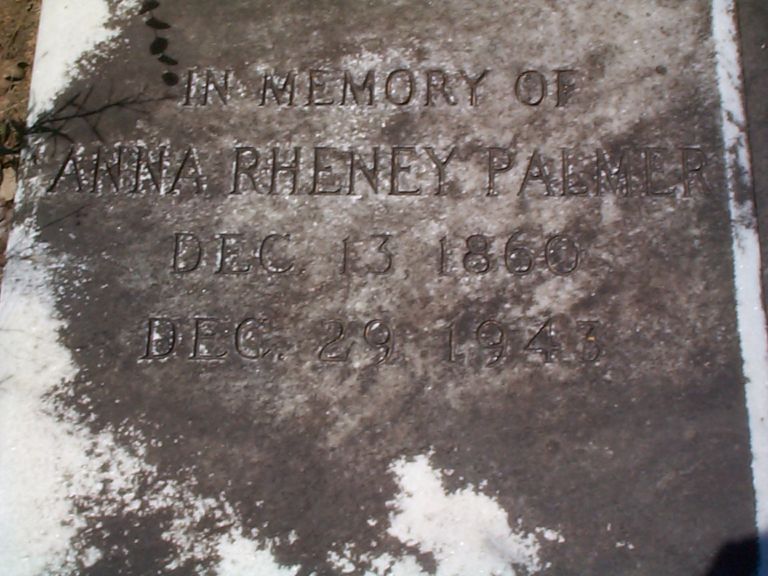 IN MEMORY OF
ANNA RHENEY PALMER
DEC. 13, 1860
DEC. 29, 1943